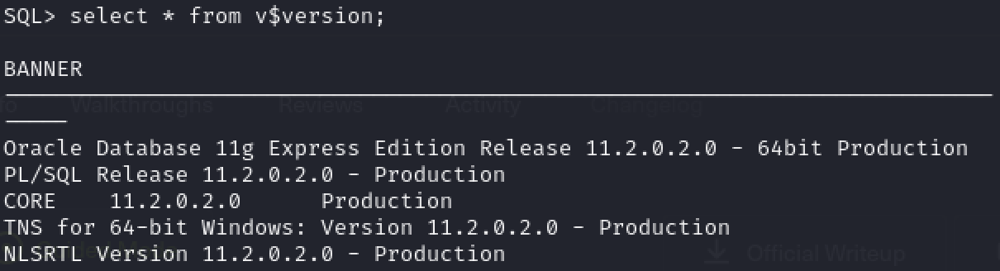 SQL> select * from v$version;
BANNER
Walkthroughs Reviews Activity Changelog
Oracle Database 11g Express Edition Release 11.2.0.2.0 - 64bit Production
PL/SQL Release 11.2.0.2.0 - Production
CORE    11.2.0.2.0      Production
TNS for 64-bit Windows: Version 11.2.0.2.0 - Production
NLSRTL Version 11.2.0.2.0 - Production
Official Writeup